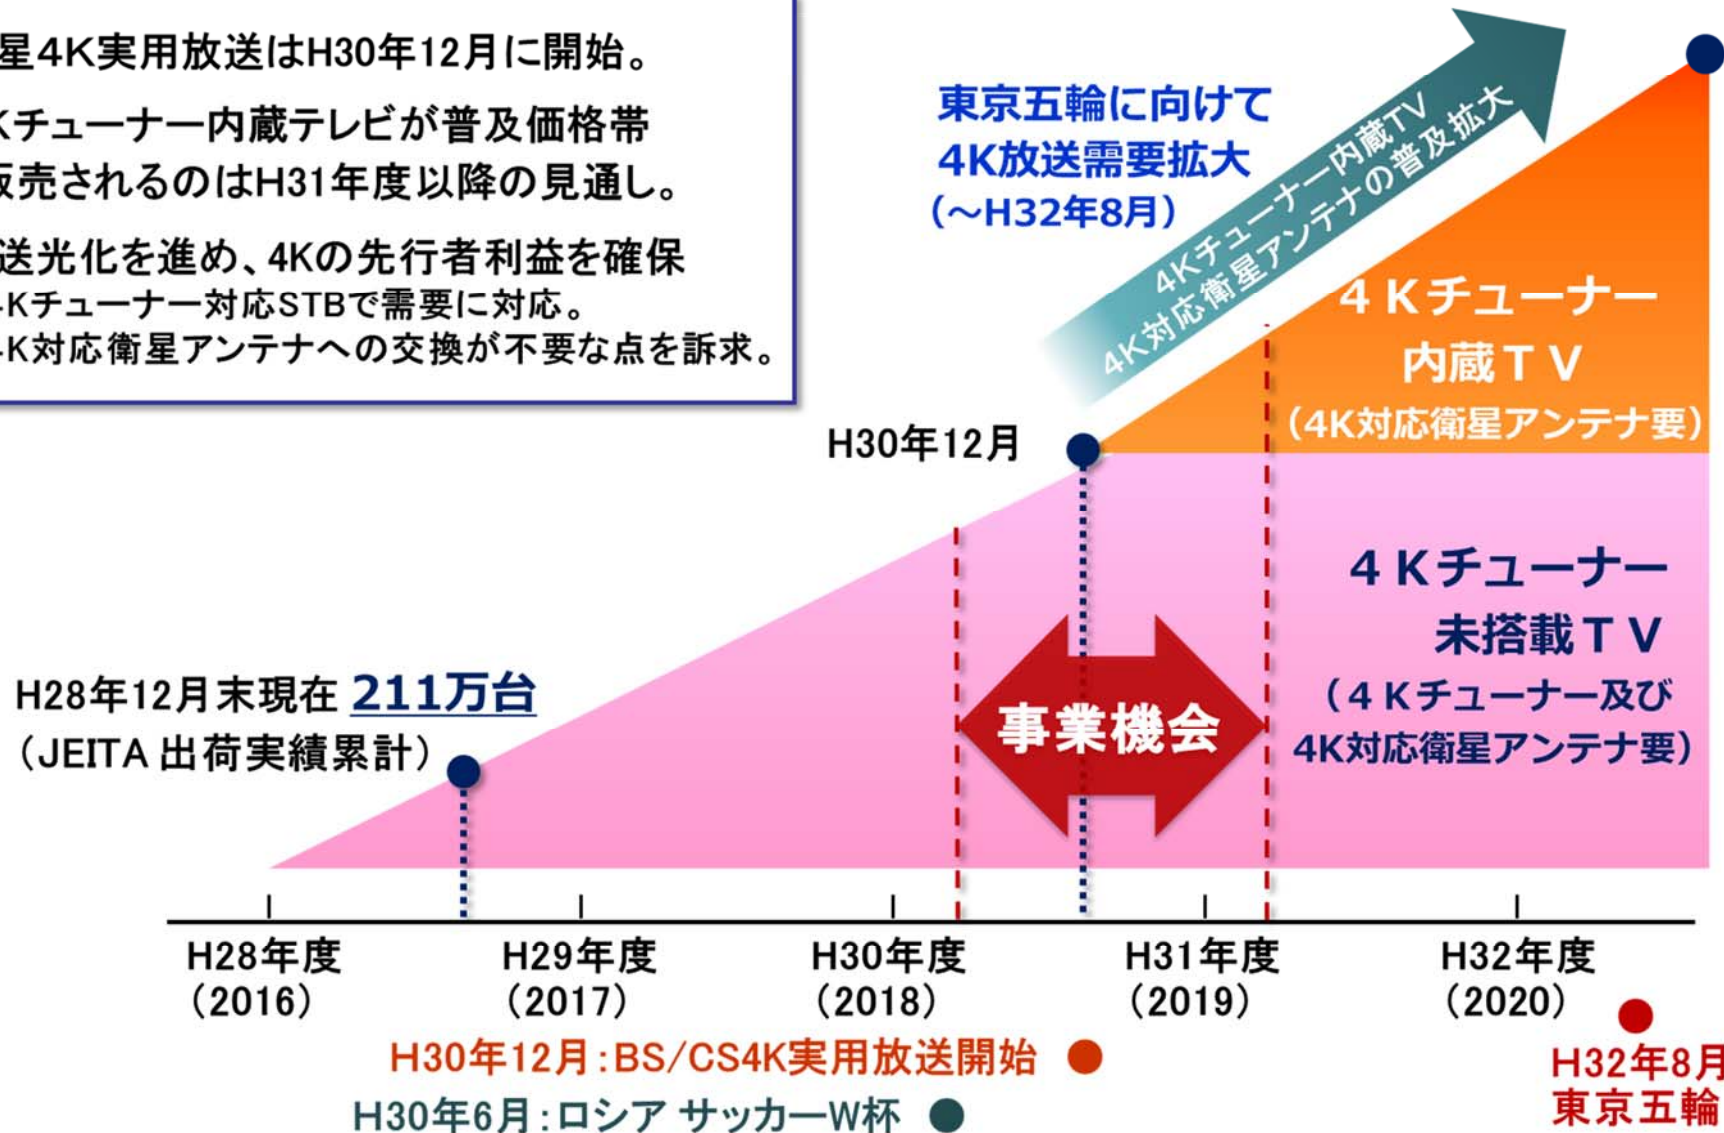 星4K実用放送はH30年12月に開始。
Kチューナー内蔵テレビが普及価格帯
販売されるのはH31年度以降の見通し。
送光化を進め、4Kの先行者利益を確保
4Kチューナー対応STBで需要に対応。
4K対応衛星アンテナへの交換が不要な点を訴求。
東京五輪に向けて
4K放送需要拡大
（～H32年8月）
4Kチューナー内蔵TV
4K対応衛星アンテナの普及拡大
４Ｋチューナー
内蔵ＴＶ
（4K対応衛星アンテナ要）
H30年12月
４Ｋチューナー
未搭載ＴＶ
（４Ｋチューナー及び
4K対応衛星アンテナ要）
事業機会
H28年12月末現在 211万台
（JEITA 出荷実績累計）
H28年度
（2016）
H29年度
（2017）
H30年度
（2018）
H31年度
（2019）
H32年度
（2020）
H30年12月：BS/CS4K実用放送開始
H30年6月：ロシア サッカーW杯
H32年8月
東京五輪